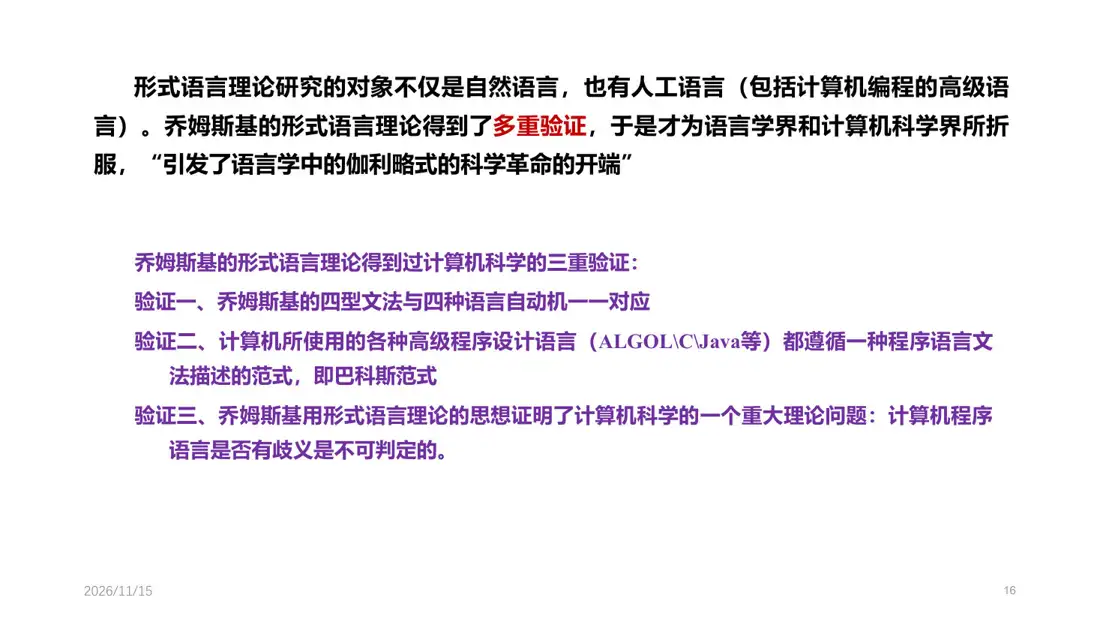 形式语言理论研究的对象不仅是自然语言，也有人工语言（包括计算机编程的高级语
言）。乔姆斯基的形式语言理论得到了多重验证，于是才为语言学界和计算机科学界所折
服，“引发了语言学中的伽利略式的科学革命的开端”
乔姆斯基的形式语言理论得到过计算机科学的三重验证：
验证一、乔姆斯基的四型文法与四种语言自动机一一对应
验证二、计算机所使用的各种高级程序设计语言（ALGOL\C\Java等）都遵循一种程序语言文
法描述的范式，即巴科斯范式
验证三、乔姆斯基用形式语言理论的思想证明了计算机科学的一个重大理论问题：计算机程序
语言是否有歧义是不可判定的。
2026/11/15
16